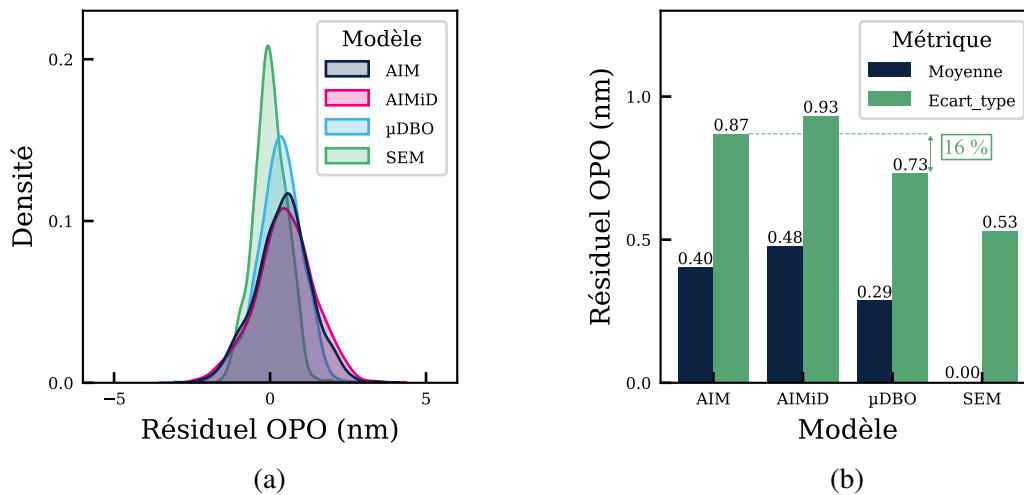 Modèle
AIM
AIMiD
µDBO
SEM
0.2
0.1
0.0
Densité
−5
0
5
Résiduel OPO (nm)
(a)
Métrique
Moyenne
Ecart_type
1.0
0.5
0.0
Résiduel OPO (nm)
0.40
0.87
0.48
0.93
0.29
0.73
0.00
0.53
16 %
AIM
AIMiD
µDBO
SEM
Modèle
(b)